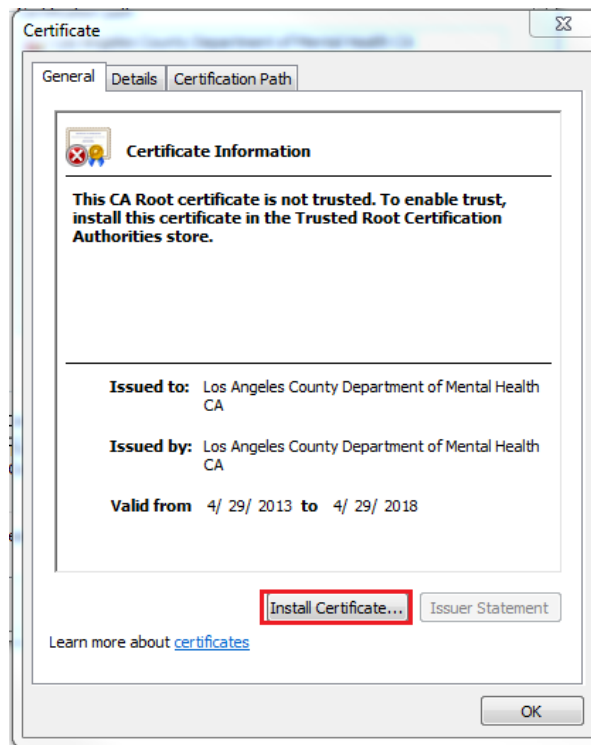 Certificate
General Details Certification Path
Certificate Information
This CA Root certificate is not trusted. To enable trust,
install this certificate in the Trusted Root Certification
Authorities store.
Issued to: Los Angeles County Department of Mental Health
CA
Issued by: Los Angeles County Department of Mental Health
CA
Valid from 4/ 29/ 2013 to 4/ 29/ 2018
Install Certificate... Issuer Statement
Learn more about certificates
OK